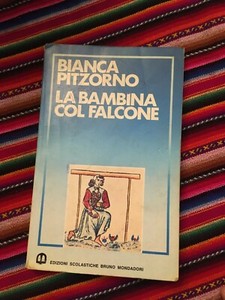 BIANCA
PITZORNO
LA BAMBINA
COL FALCONE
EDIZIONI SCOLASTICHE BRUNO MONDADORI